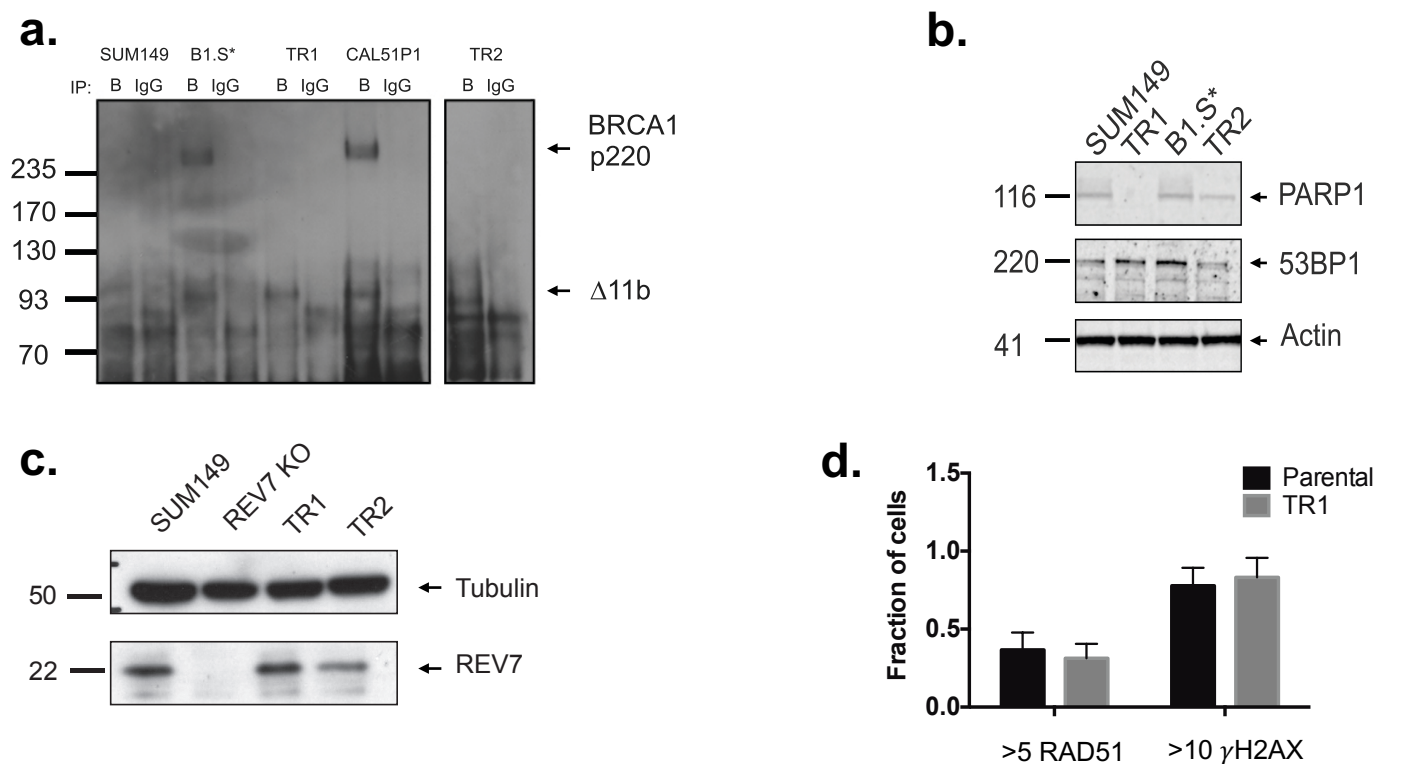 a.
SUM149 B1.S* TR1 CAL51P1 TR2
IP: B IgG B IgG B IgG B IgG B IgG
BRCA1
p220
235
170
130
93
70
Δ11b
b.
SUM149
TR1
B1.S*
TR2
116 PARP1
220 53BP1
41 Actin
c.
SUM149
REV7 KO
TR1
TR2
50 Tubulin
22 REV7
d.
Fraction of cells
1.5
1.0
0.5
0.0
Parental
TR1
>5 RAD51 >10 γH2AX